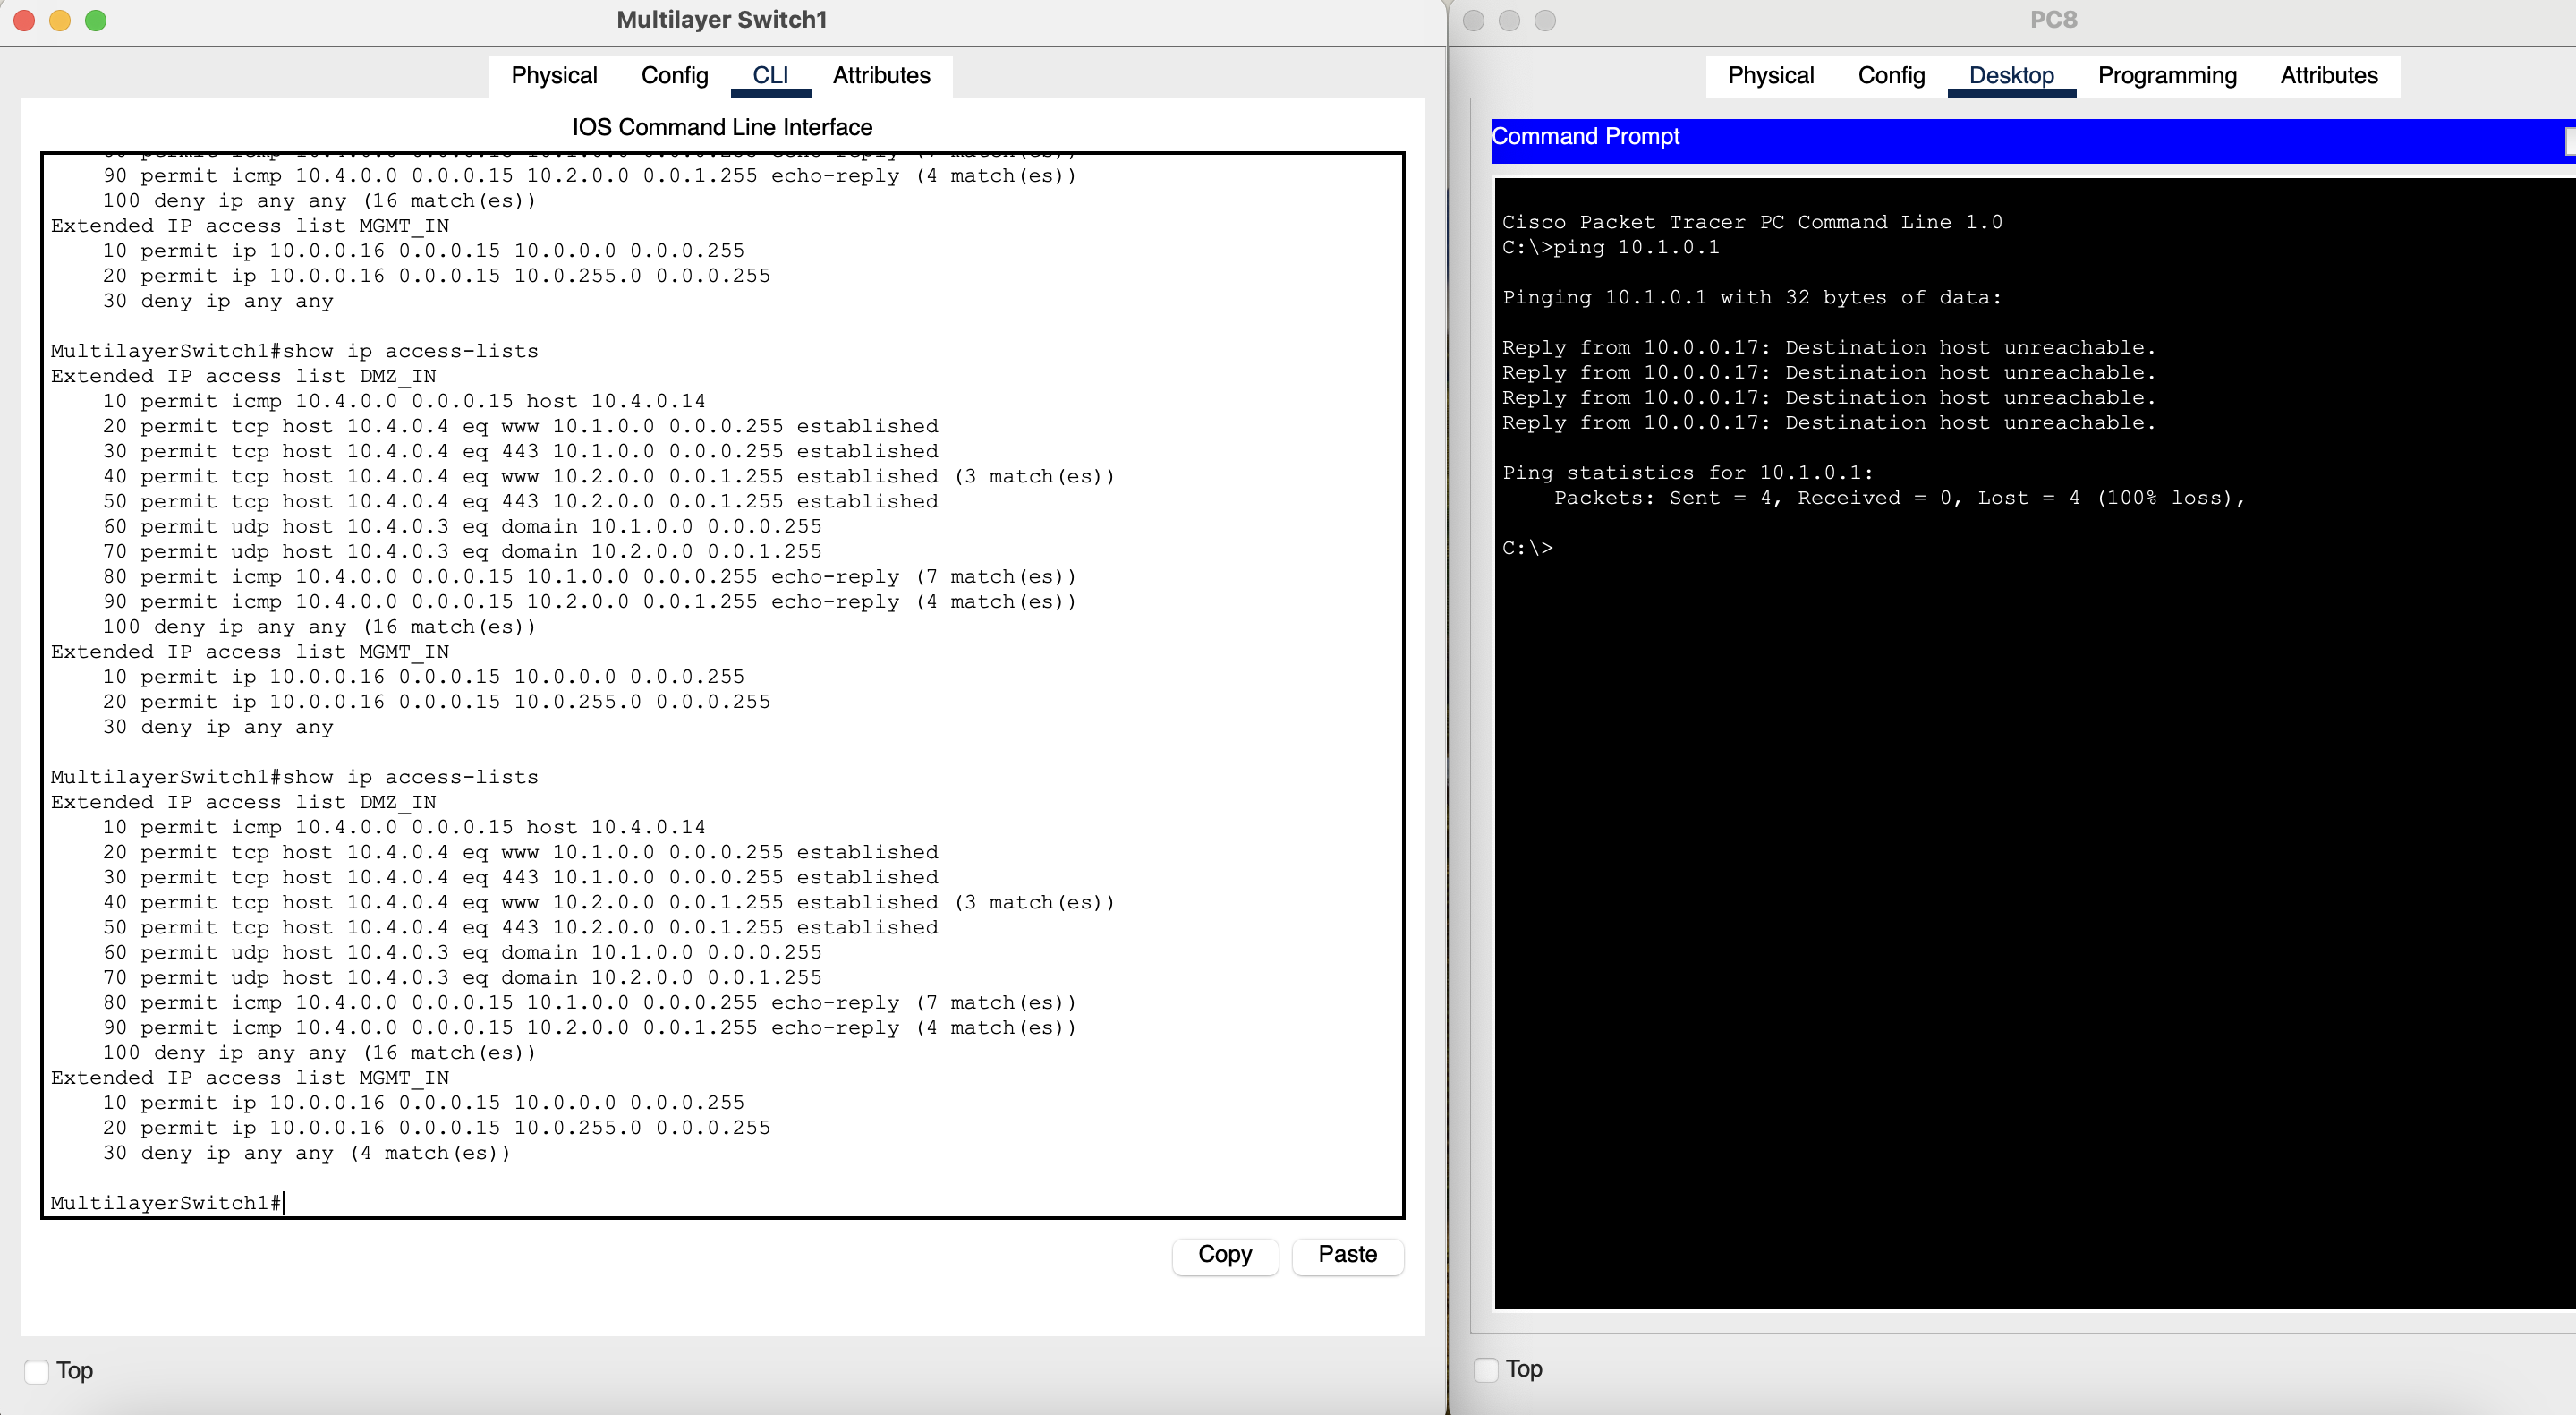 Multilayer Switch1
Physical Config CLI Attributes
IOS Command Line Interface
90 permit icmp 10.4.0.0 0.0.0.15 10.2.0.0 0.0.1.255 echo-reply (4 match(es))
100 deny ip any any (16 match(es))
Extended IP access list MGMT_IN
10 permit ip 10.0.0.16 0.0.0.15 10.0.0.0 0.0.0.255
20 permit ip 10.0.0.16 0.0.0.15 10.0.255.0 0.0.0.255
30 deny ip any any
MultilayerSwitch1#show ip access-lists
Extended IP access list DMZ_IN
10 permit icmp 10.4.0.0 0.0.0.15 host 10.4.0.14
20 permit tcp host 10.4.0.4 eq www 10.1.0.0 0.0.0.255 established
30 permit tcp host 10.4.0.4 eq 443 10.1.0.0 0.0.0.255 established
40 permit tcp host 10.4.0.4 eq www 10.2.0.0 0.0.1.255 established (3 match(es))
50 permit tcp host 10.4.0.4 eq 443 10.2.0.0 0.0.1.255 established
60 permit udp host 10.4.0.3 eq domain 10.1.0.0 0.0.0.255
70 permit udp host 10.4.0.3 eq domain 10.2.0.0 0.0.1.255
80 permit icmp 10.4.0.0 0.0.0.15 10.1.0.0 0.0.0.255 echo-reply (7 match(es))
90 permit icmp 10.4.0.0 0.0.0.15 10.2.0.0 0.0.1.255 echo-reply (4 match(es))
100 deny ip any any (16 match(es))
Extended IP access list MGMT_IN
10 permit ip 10.0.0.16 0.0.0.15 10.0.0.0 0.0.0.255
20 permit ip 10.0.0.16 0.0.0.15 10.0.255.0 0.0.0.255
30 deny ip any any
MultilayerSwitch1#show ip access-lists
Extended IP access list DMZ_IN
10 permit icmp 10.4.0.0 0.0.0.15 host 10.4.0.14
20 permit tcp host 10.4.0.4 eq www 10.1.0.0 0.0.0.255 established
30 permit tcp host 10.4.0.4 eq 443 10.1.0.0 0.0.0.255 established
40 permit tcp host 10.4.0.4 eq www 10.2.0.0 0.0.1.255 established (3 match(es))
50 permit tcp host 10.4.0.4 eq 443 10.2.0.0 0.0.1.255 established
60 permit udp host 10.4.0.3 eq domain 10.1.0.0 0.0.0.255
70 permit udp host 10.4.0.3 eq domain 10.2.0.0 0.0.1.255
80 permit icmp 10.4.0.0 0.0.0.15 10.1.0.0 0.0.0.255 echo-reply (7 match(es))
90 permit icmp 10.4.0.0 0.0.0.15 10.2.0.0 0.0.1.255 echo-reply (4 match(es))
100 deny ip any any (16 match(es))
Extended IP access list MGMT_IN
10 permit ip 10.0.0.16 0.0.0.15 10.0.0.0 0.0.0.255
20 permit ip 10.0.0.16 0.0.0.15 10.0.255.0 0.0.0.255
30 deny ip any any (4 match(es))
MultilayerSwitch1#
Copy Paste
Top
PC8
Physical Config Desktop Programming Attributes
Command Prompt
Cisco Packet Tracer PC Command Line 1.0
C:\>ping 10.1.0.1
Pinging 10.1.0.1 with 32 bytes of data:
Reply from 10.0.0.17: Destination host unreachable.
Reply from 10.0.0.17: Destination host unreachable.
Reply from 10.0.0.17: Destination host unreachable.
Reply from 10.0.0.17: Destination host unreachable.
Ping statistics for 10.1.0.1:
Packets: Sent = 4, Received = 0, Lost = 4 (100% loss),
C:\>
Top